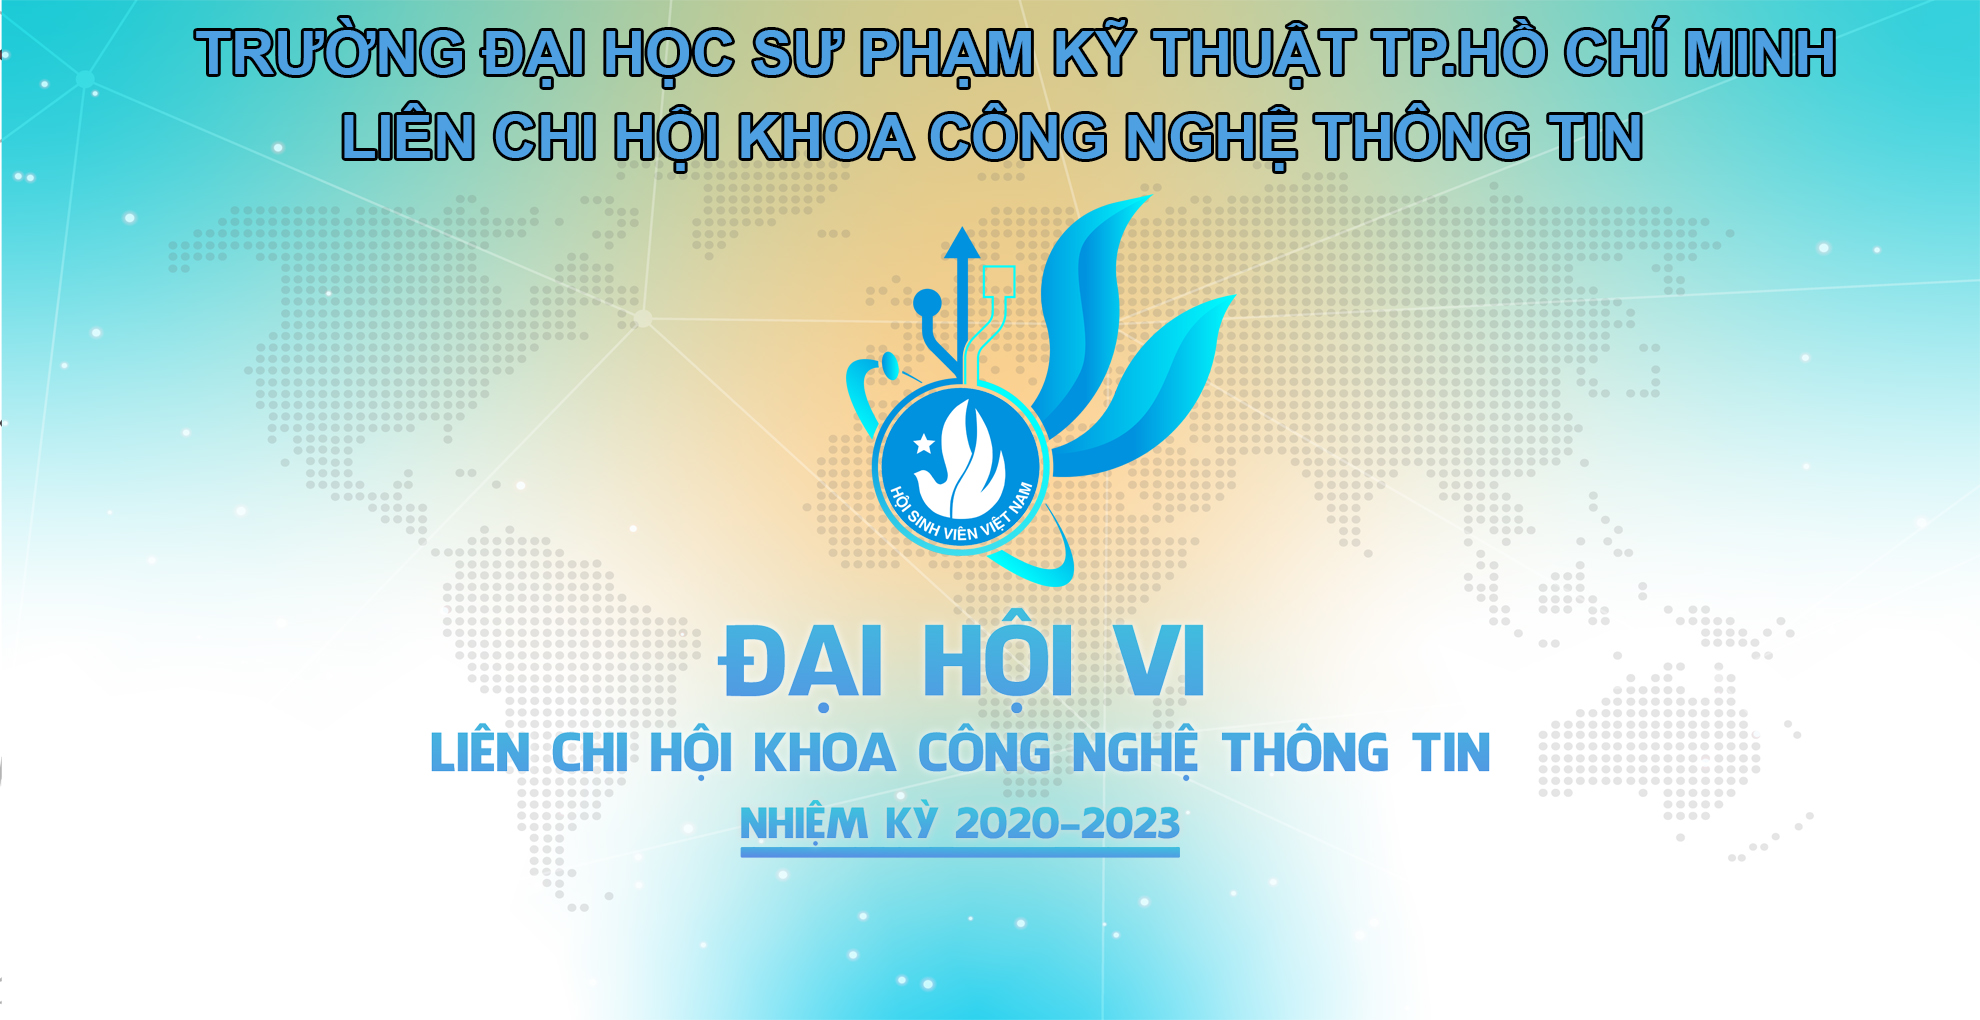 TRƯỜNG ĐẠI HỌC SƯ PHẠM KỸ THUẬT TP.HỒ CHÍ MINH
LIÊN CHI HỘI KHOA CÔNG NGHỆ THÔNG TIN
HỘI SINH VIÊN VIỆT NAM
ĐẠI HỘI VI
LIÊN CHI HỘI KHOA CÔNG NGHỆ THÔNG TIN
NHIỆM KỲ 2020-2023